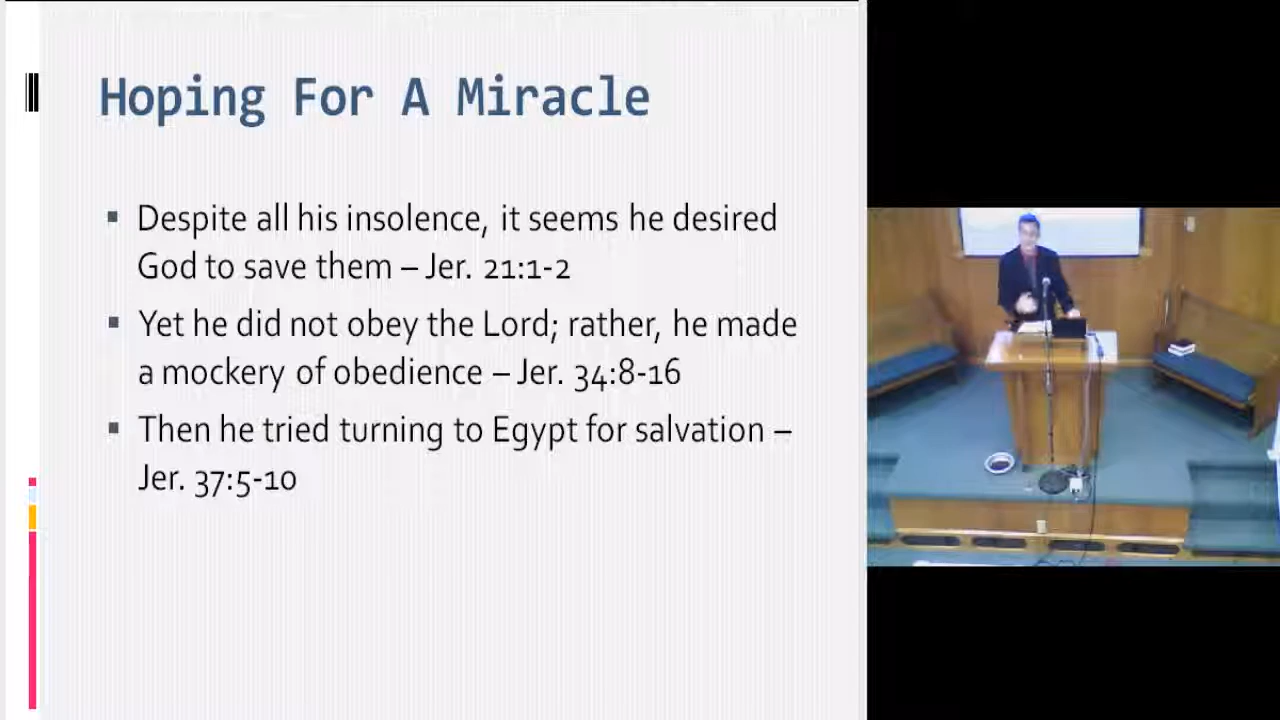 Hoping For A Miracle
▪ Despite all his insolence, it seems he desired
God to save them – Jer. 21:1-2
▪ Yet he did not obey the Lord; rather, he made
a mockery of obedience – Jer. 34:8-16
▪ Then he tried turning to Egypt for salvation –
Jer. 37:5-10